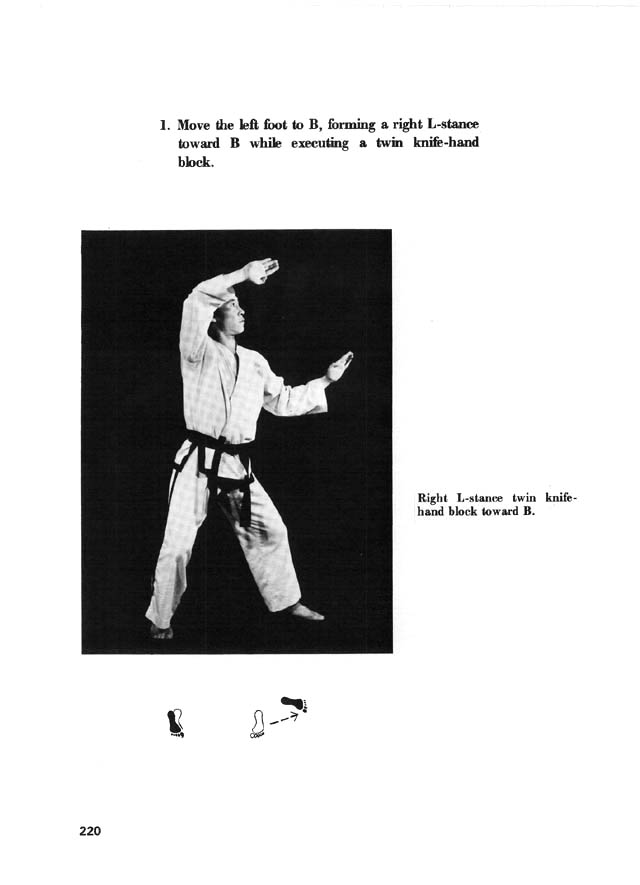 1. Move the left foot to B, forming a right L-stance
toward B while executing a twin knife-hand
block.
Right L-stance twin knife-
hand block toward B.
220